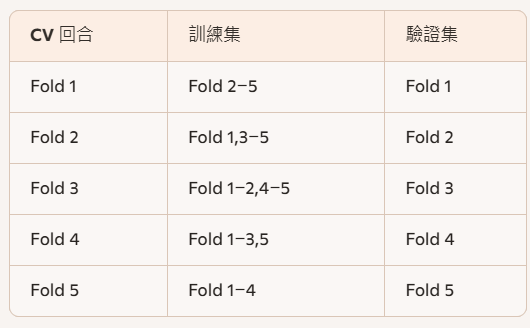 CV 回合 訓練集 驗證集
Fold 1 Fold 2–5 Fold 1
Fold 2 Fold 1,3–5 Fold 2
Fold 3 Fold 1–2,4–5 Fold 3
Fold 4 Fold 1–3,5 Fold 4
Fold 5 Fold 1–4 Fold 5